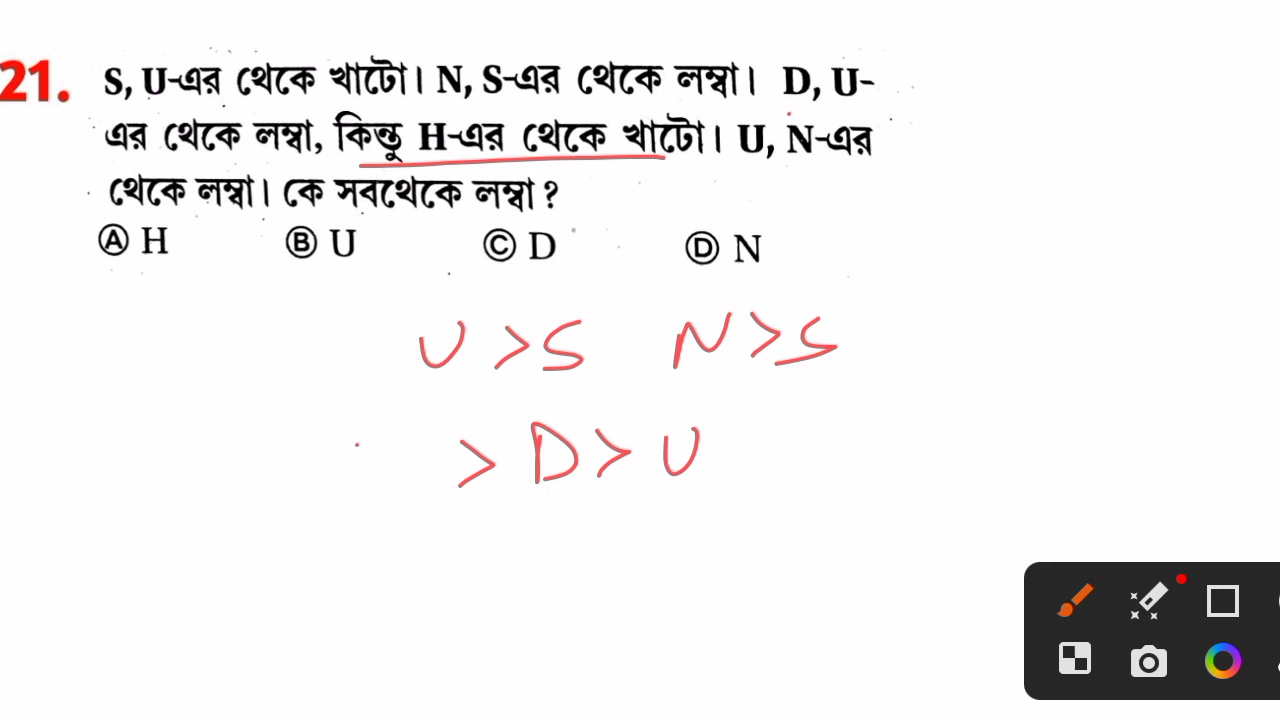 21. S, U-এর থেকে খাটো। N, S-এর থেকে লম্বা। D, U-
এর থেকে লম্বা, কিন্তু H-এর থেকে খাটো। U, N-এর
থেকে লম্বা। কে সবথেকে লম্বা?
Ⓐ H Ⓑ U Ⓒ D Ⓓ N
U > S N > S
> D > U